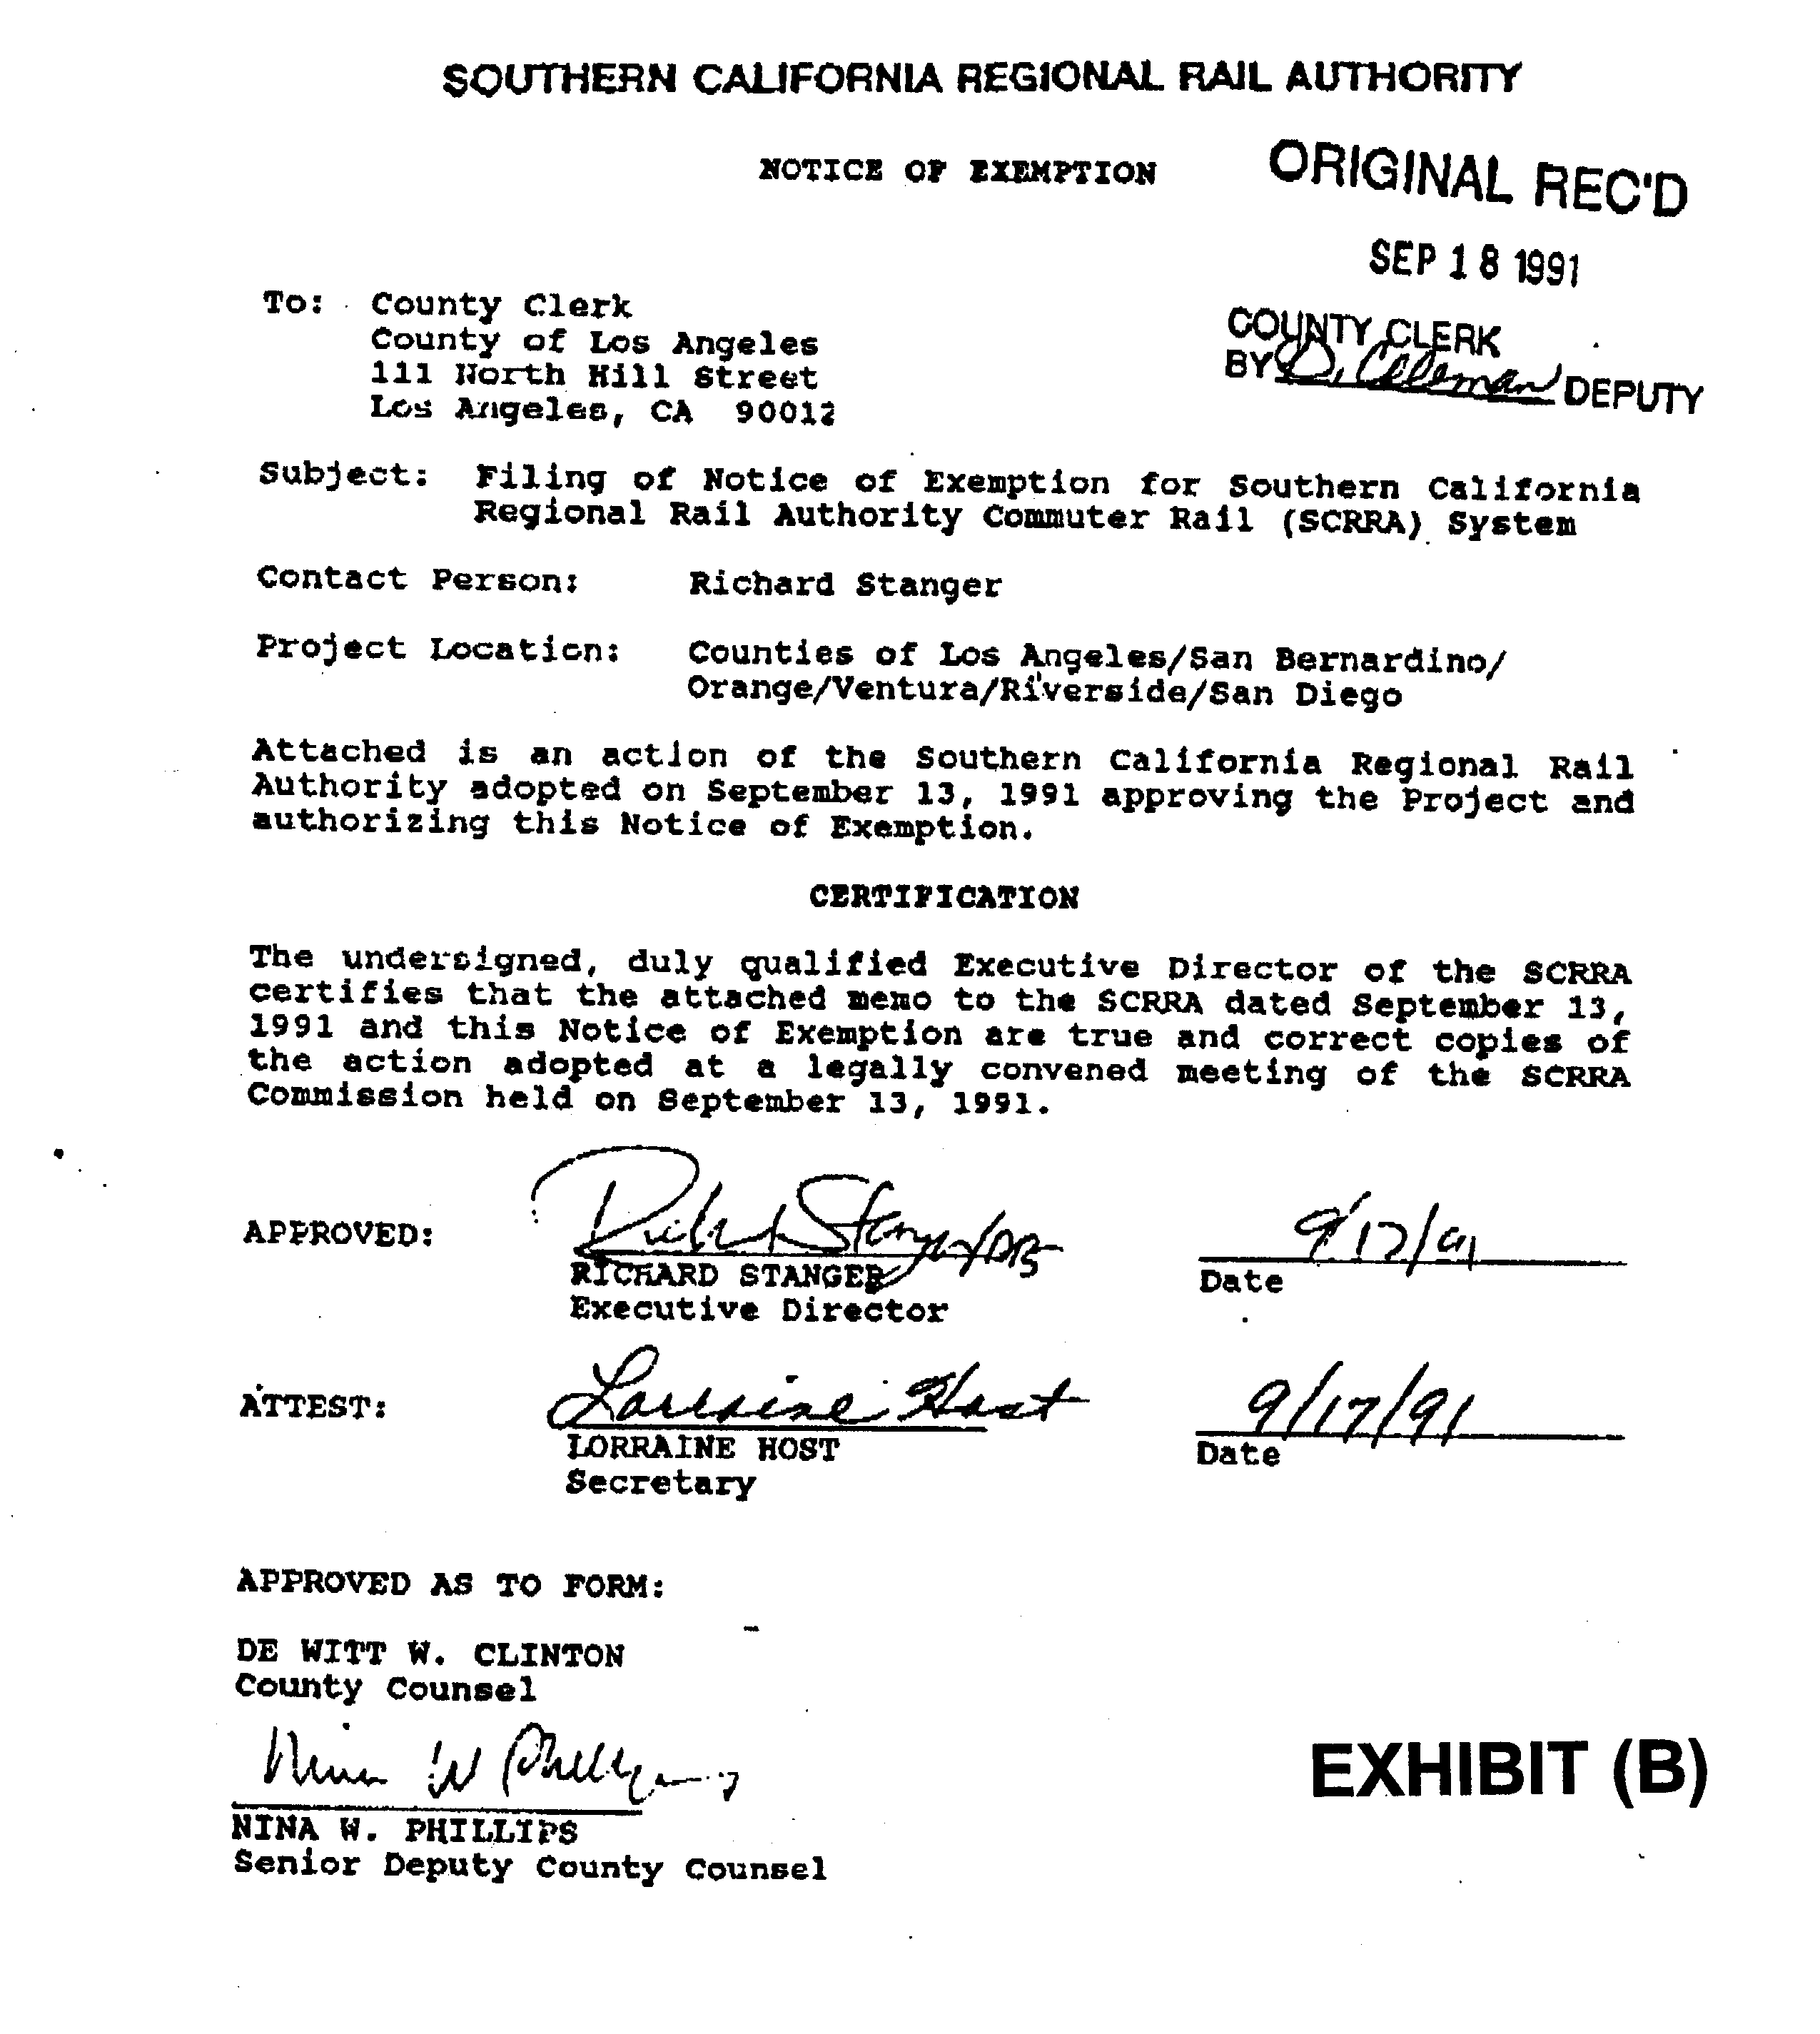 SOUTHERN CALIFORNIA REGIONAL RAIL AUTHORITY
NOTICE OF EXEMPTION
ORIGINAL REC'D
SEP 18 1991
COUNTY CLERK
BY D. DEPUTY
To: County Clerk
County of Los Angeles
111 North Hill Street
Los Angeles, CA 90012
Subject: Filing of Notice of Exemption for Southern California
Regional Rail Authority Commuter Rail (SCRRA) System
Contact Person: Richard Stanger
Project Location: Counties of Los Angeles/San Bernardino/
Orange/Ventura/Riverside/San Diego
Attached is an action of the Southern California Regional Rail
Authority adopted on September 13, 1991 approving the Project and
authorizing this Notice of Exemption.
CERTIFICATION
The undersigned, duly qualified Executive Director of the SCRRA
certifies that the attached memo to the SCRRA dated September 13,
1991 and this Notice of Exemption are true and correct copies of
the action adopted at a legally convened meeting of the SCRRA
Commission held on September 13, 1991.
APPROVED: Richard Stanger/DB 9/17/91
RICHARD STANGER Date
Executive Director
ATTEST: Lorraine Host 9/17/91
LORRAINE HOST Date
Secretary
APPROVED AS TO FORM:
DE WITT W. CLINTON
County Counsel
Nina W Phillips
NINA W. PHILLIPS
Senior Deputy County Counsel
EXHIBIT (B)